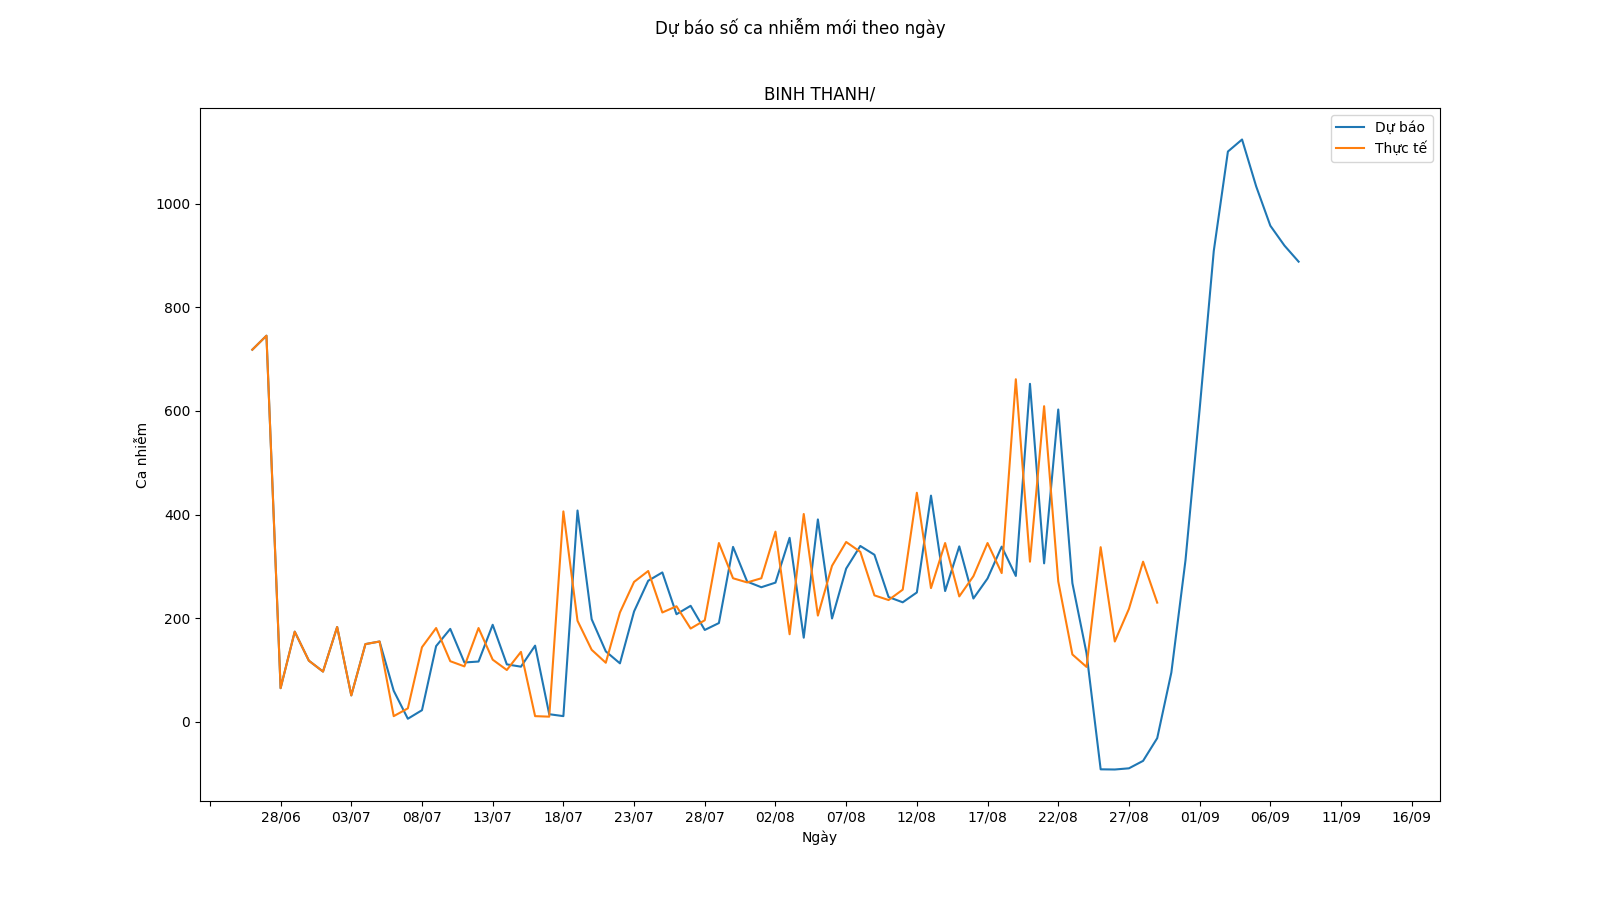 Dự báo số ca nhiễm mới theo ngày
BINH THANH/
Dự báo
Thực tế
1000
800
600
400
200
0
Ca nhiễm
28/06 03/07 08/07 13/07 18/07 23/07 28/07 02/08 07/08 12/08 17/08 22/08 27/08 01/09 06/09 11/09 16/09
Ngày